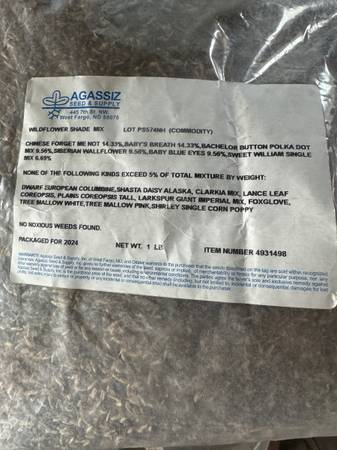 AGASSIZ
SEED & SUPPLY
445 7th St. NW.
West Fargo, ND 58078
WILDFLOWER SHADE MIX LOT PS574NH (COMMODITY)
CHINESE FORGET ME NOT 14.33%,BABY'S BREATH 14.33%,BACHELOR BUTTON POLKA DOT
MIX 9.56%,SIBERIAN WALLFLOWER 9.56%,BABY BLUE EYES 9.56%,SWEET WILLIAM SINGLE
MIX 6.69%
NONE OF THE FOLLOWING KINDS EXCEED 5% OF TOTAL MIXTURE BY WEIGHT:
DWARF EUROPEAN COLUMBINE,SHASTA DAISY ALASKA, CLARKIA MIX, LANCE LEAF
COREOPSIS, PLAINS COREOPSIS TALL, LARKSPUR GIANT IMPERIAL MIX, FOXGLOVE,
TREE MALLOW WHITE,TREE MALLOW PINK,SHIRLEY SINGLE CORN POPPY
NO NOXIOUS WEEDS FOUND.
PACKAGED FOR 2024 NET WT. 1 LB ITEM NUMBER 4931498